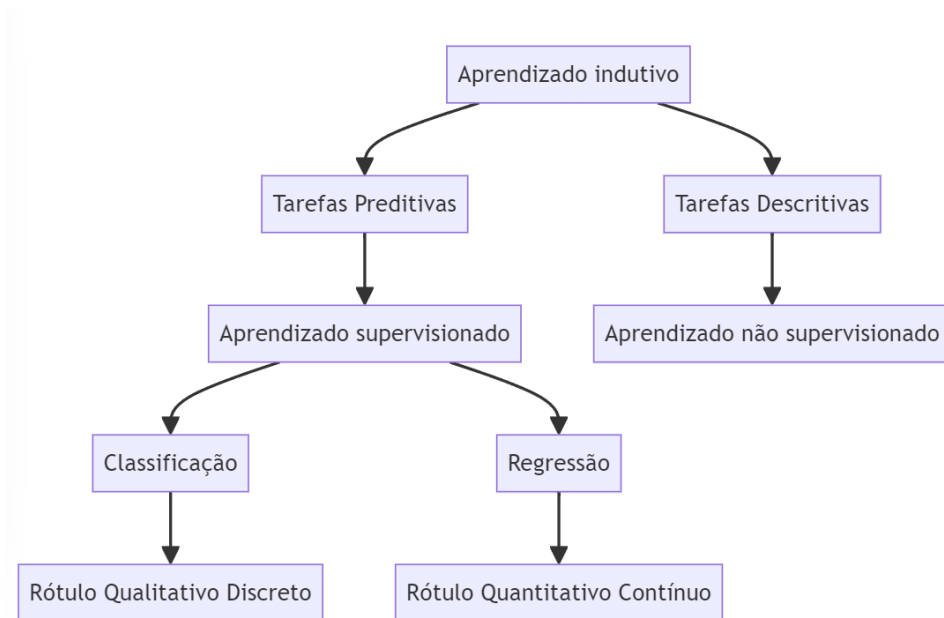 Aprendizado indutivo
Tarefas Preditivas
Tarefas Descritivas
Aprendizado supervisionado
Aprendizado não supervisionado
Classificação
Regressão
Rótulo Qualitativo Discreto
Rótulo Quantitativo Contínuo